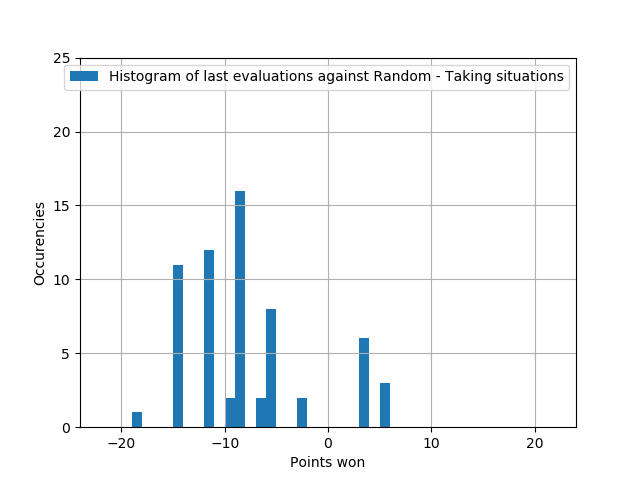 Histogram of last evaluations against Random - Taking situations
25
20
15
10
5
0
Occurencies
−20 −10 0 10 20
Points won